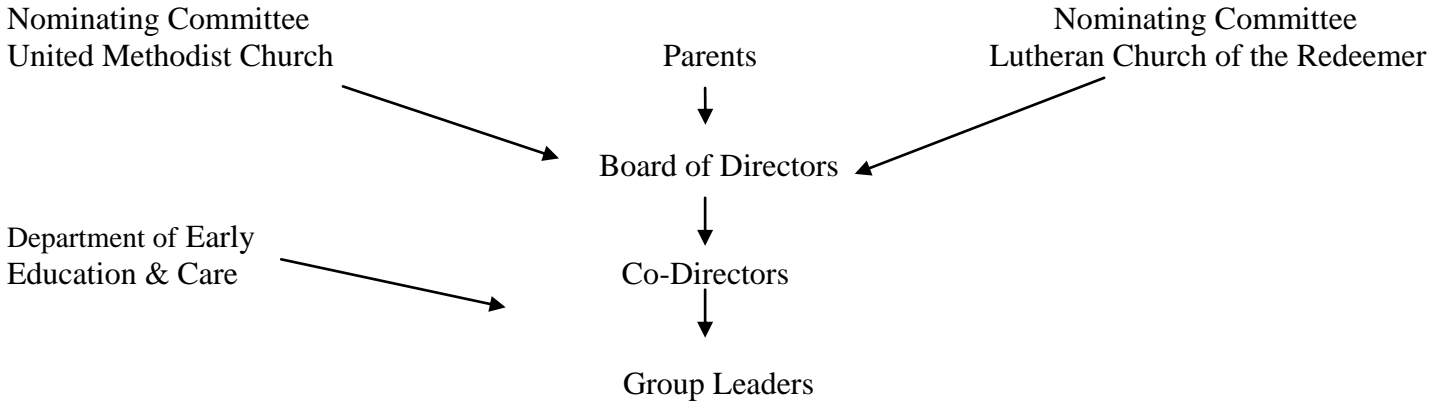 Nominating Committee
United Methodist Church
Parents
Nominating Committee
Lutheran Church of the Redeemer
Board of Directors
Department of Early
Education & Care
Co-Directors
Group Leaders